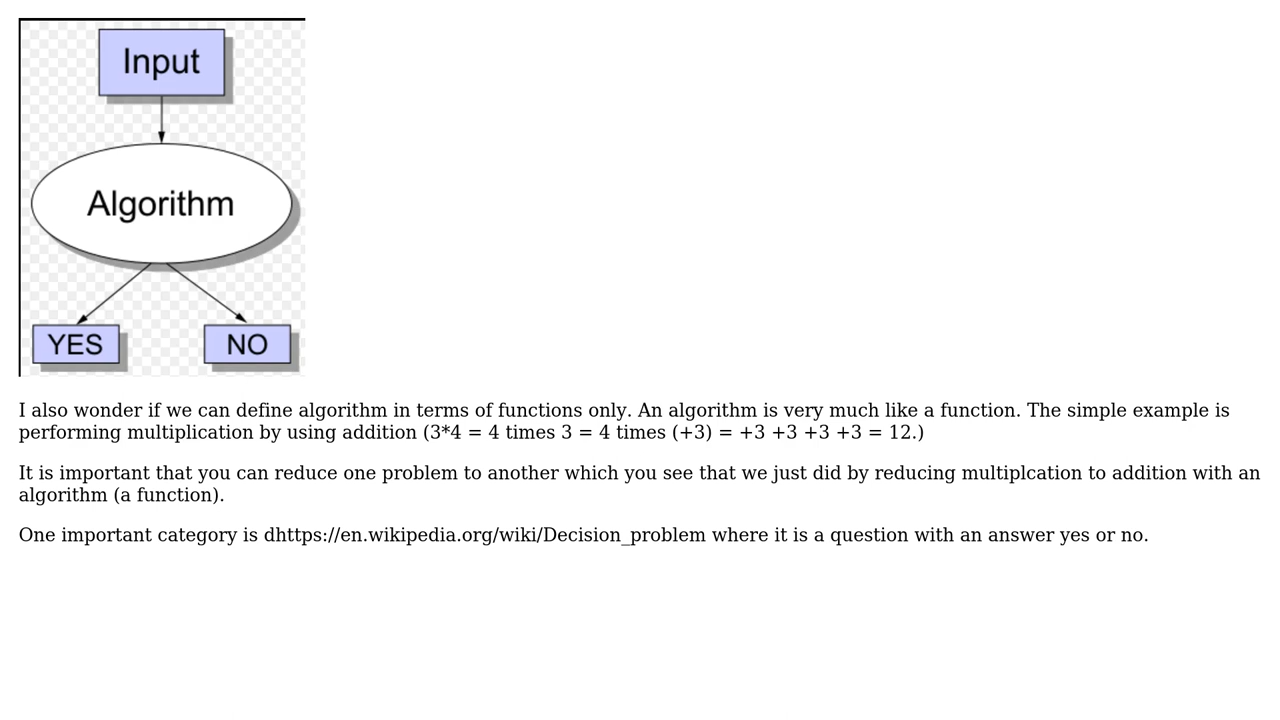 Input
Algorithm
YES
NO
I also wonder if we can define algorithm in terms of functions only. An algorithm is very much like a function. The simple example is
performing multiplication by using addition (3*4 = 4 times 3 = 4 times (+3) = +3 +3 +3 +3 = 12.)
It is important that you can reduce one problem to another which you see that we just did by reducing multiplcation to addition with an
algorithm (a function).
One important category is dhttps://en.wikipedia.org/wiki/Decision_problem where it is a question with an answer yes or no.